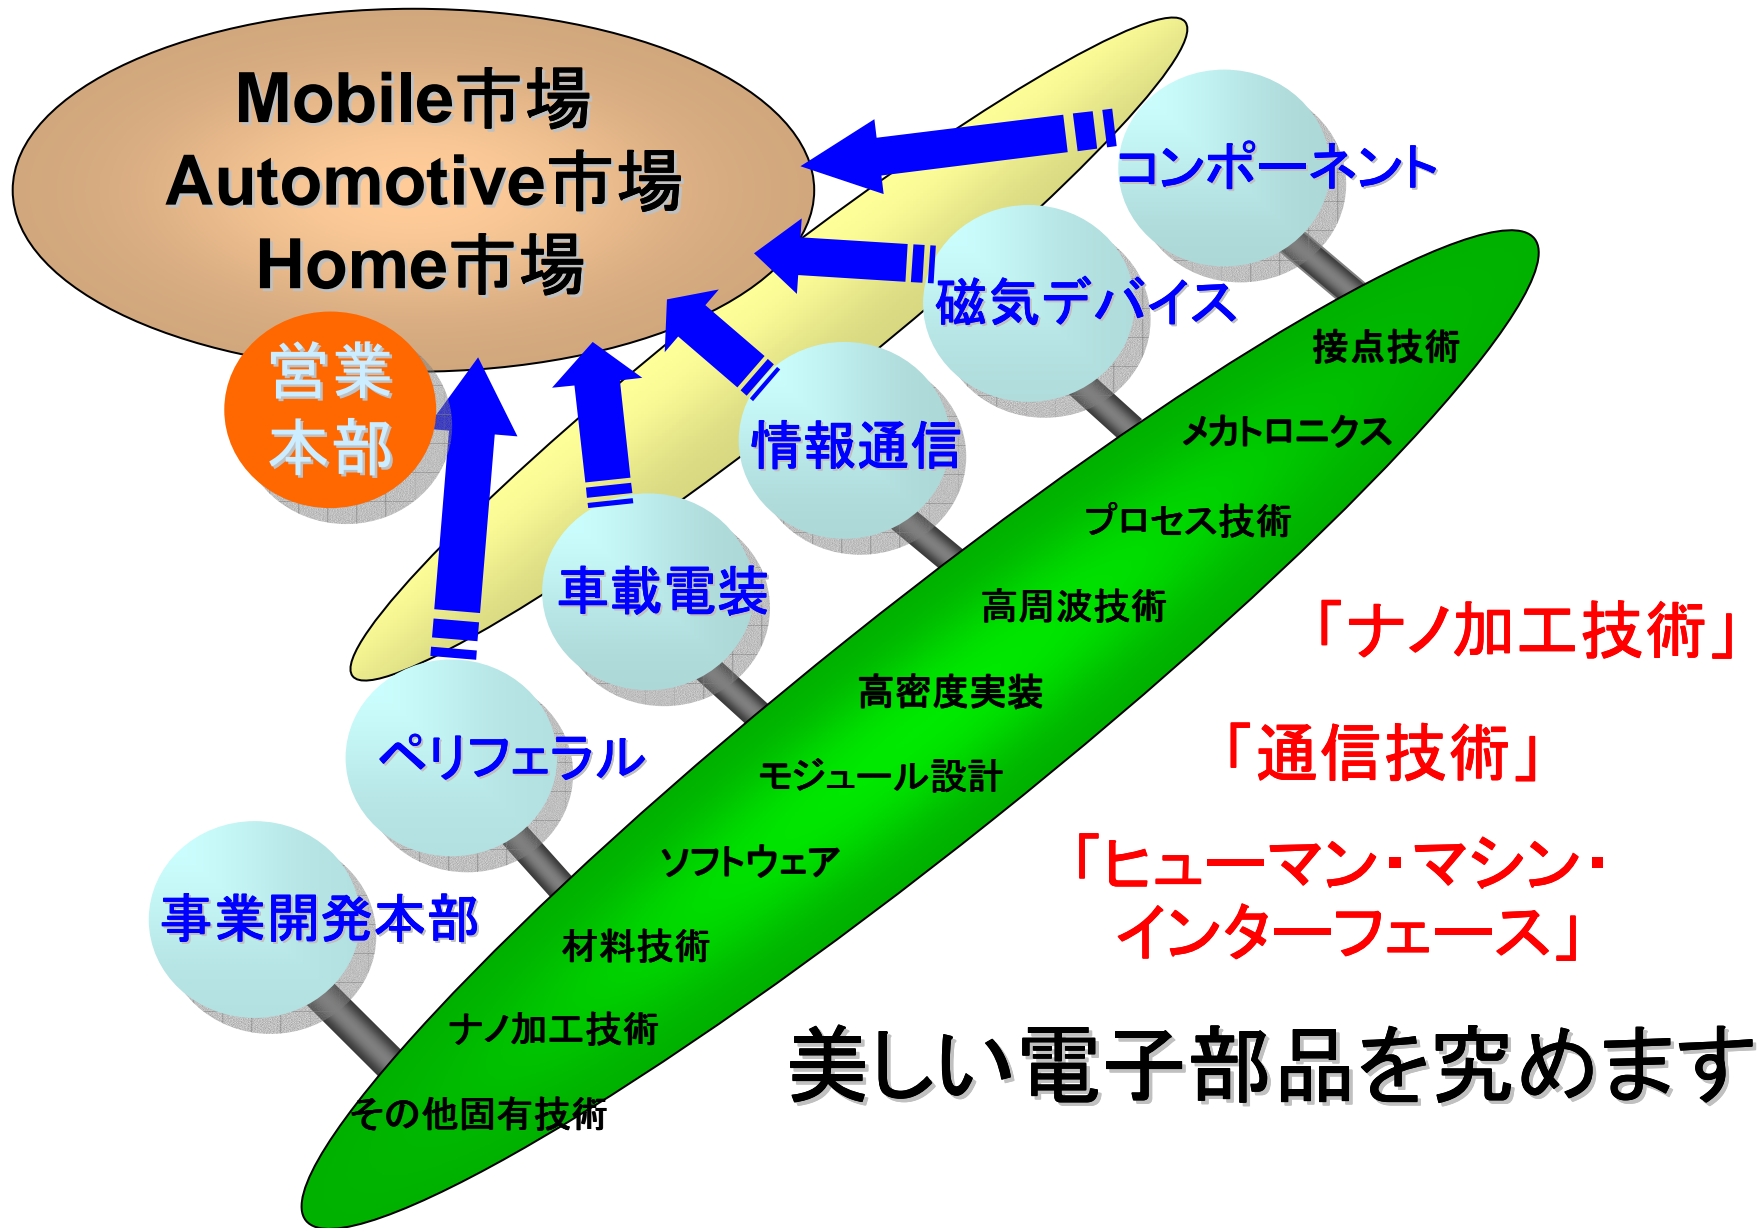 Mobile市場
Automotive市場
Home市場
営業
本部
コンポーネント
磁気デバイス
情報通信
車載電装
ペリフェラル
事業開発本部
接点技術
メカトロニクス
プロセス技術
高周波技術
高密度実装
モジュール設計
ソフトウェア
材料技術
ナノ加工技術
その他固有技術
「ナノ加工技術」
「通信技術」
「ヒューマン・マシン・
インターフェース」
美しい電子部品を究めます